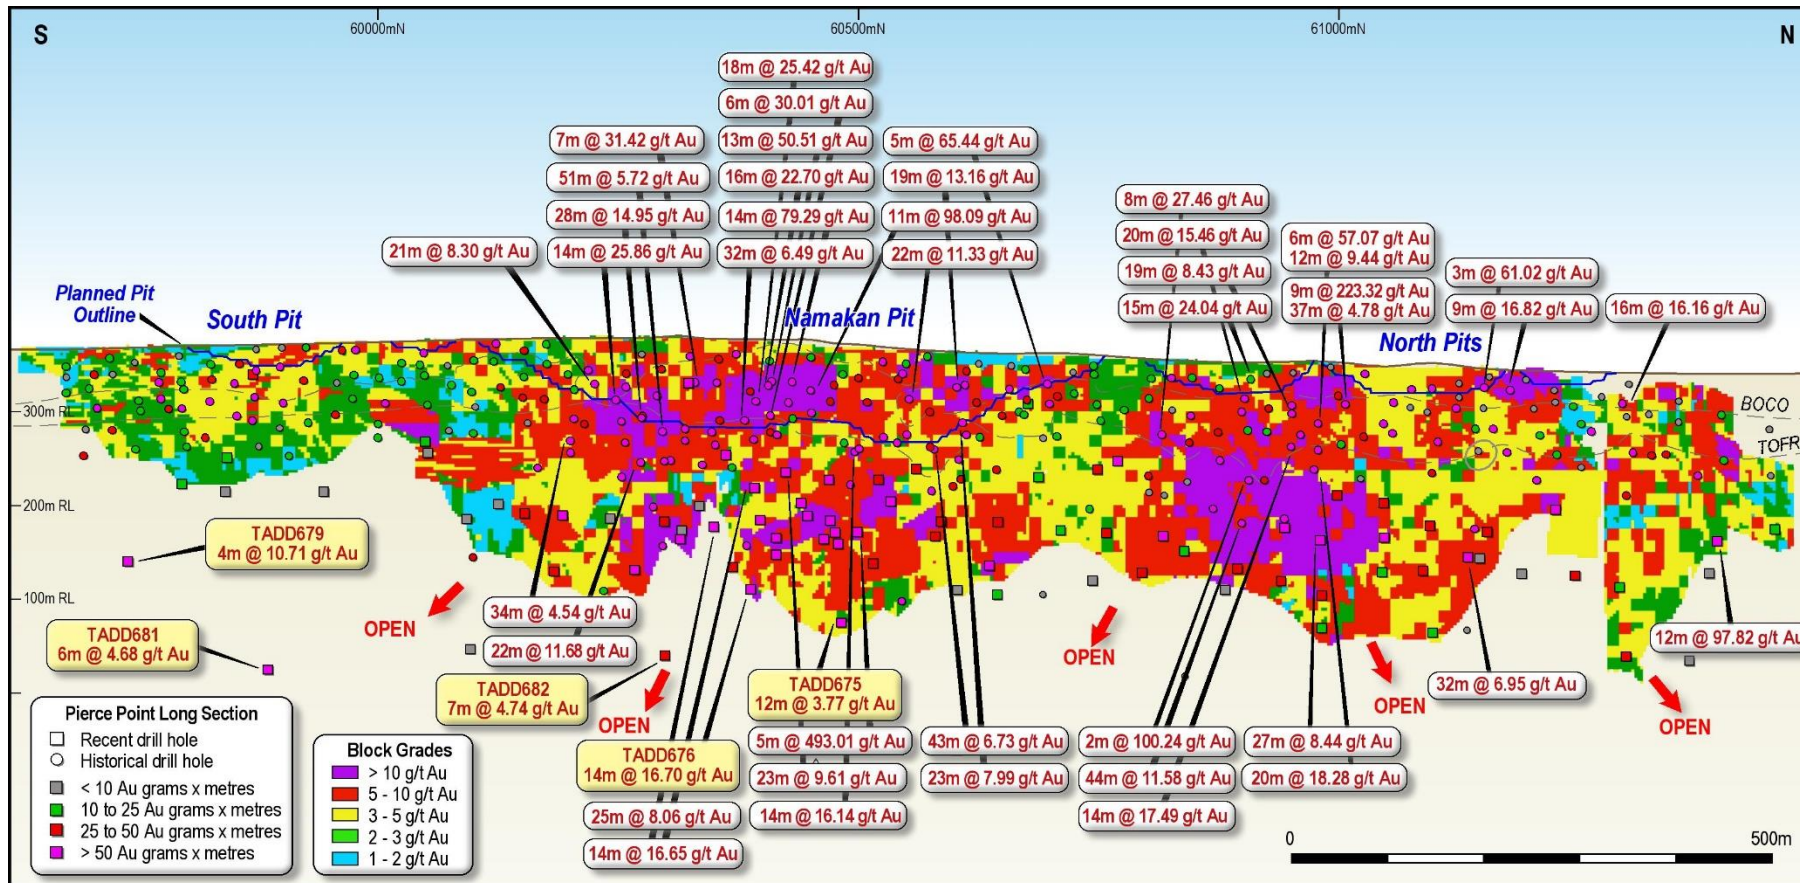 S
60000mN
60500mN
61000mN
N
18m @ 25.42 g/t Au
6m @ 30.01 g/t Au
13m @ 50.51 g/t Au
16m @ 22.70 g/t Au
14m @ 79.29 g/t Au
32m @ 6.49 g/t Au
7m @ 31.42 g/t Au
51m @ 5.72 g/t Au
28m @ 14.95 g/t Au
14m @ 25.86 g/t Au
21m @ 8.30 g/t Au
5m @ 65.44 g/t Au
19m @ 13.16 g/t Au
11m @ 98.09 g/t Au
22m @ 11.33 g/t Au
8m @ 27.46 g/t Au
20m @ 15.46 g/t Au
19m @ 8.43 g/t Au
15m @ 24.04 g/t Au
6m @ 57.07 g/t Au
12m @ 9.44 g/t Au
9m @ 223.32 g/t Au
37m @ 4.78 g/t Au
3m @ 61.02 g/t Au
9m @ 16.82 g/t Au
16m @ 16.16 g/t Au
Planned Pit
Outline
South Pit
Namakan Pit
North Pits
300m RL
200m RL
100m RL
BOCO
TOFR
TADD679
4m @ 10.71 g/t Au
TADD681
6m @ 4.68 g/t Au
OPEN
34m @ 4.54 g/t Au
22m @ 11.68 g/t Au
TADD682
7m @ 4.74 g/t Au
OPEN
TADD676
14m @ 16.70 g/t Au
25m @ 8.06 g/t Au
14m @ 16.65 g/t Au
TADD675
12m @ 3.77 g/t Au
5m @ 493.01 g/t Au
23m @ 9.61 g/t Au
14m @ 16.14 g/t Au
43m @ 6.73 g/t Au
23m @ 7.99 g/t Au
OPEN
2m @ 100.24 g/t Au
44m @ 11.58 g/t Au
14m @ 17.49 g/t Au
27m @ 8.44 g/t Au
20m @ 18.28 g/t Au
OPEN
32m @ 6.95 g/t Au
12m @ 97.82 g/t Au
OPEN
Pierce Point Long Section
Recent drill hole
Historical drill hole
< 10 Au grams x metres
10 to 25 Au grams x metres
25 to 50 Au grams x metres
> 50 Au grams x metres
Block Grades
> 10 g/t Au
5 - 10 g/t Au
3 - 5 g/t Au
2 - 3 g/t Au
1 - 2 g/t Au
0
500m